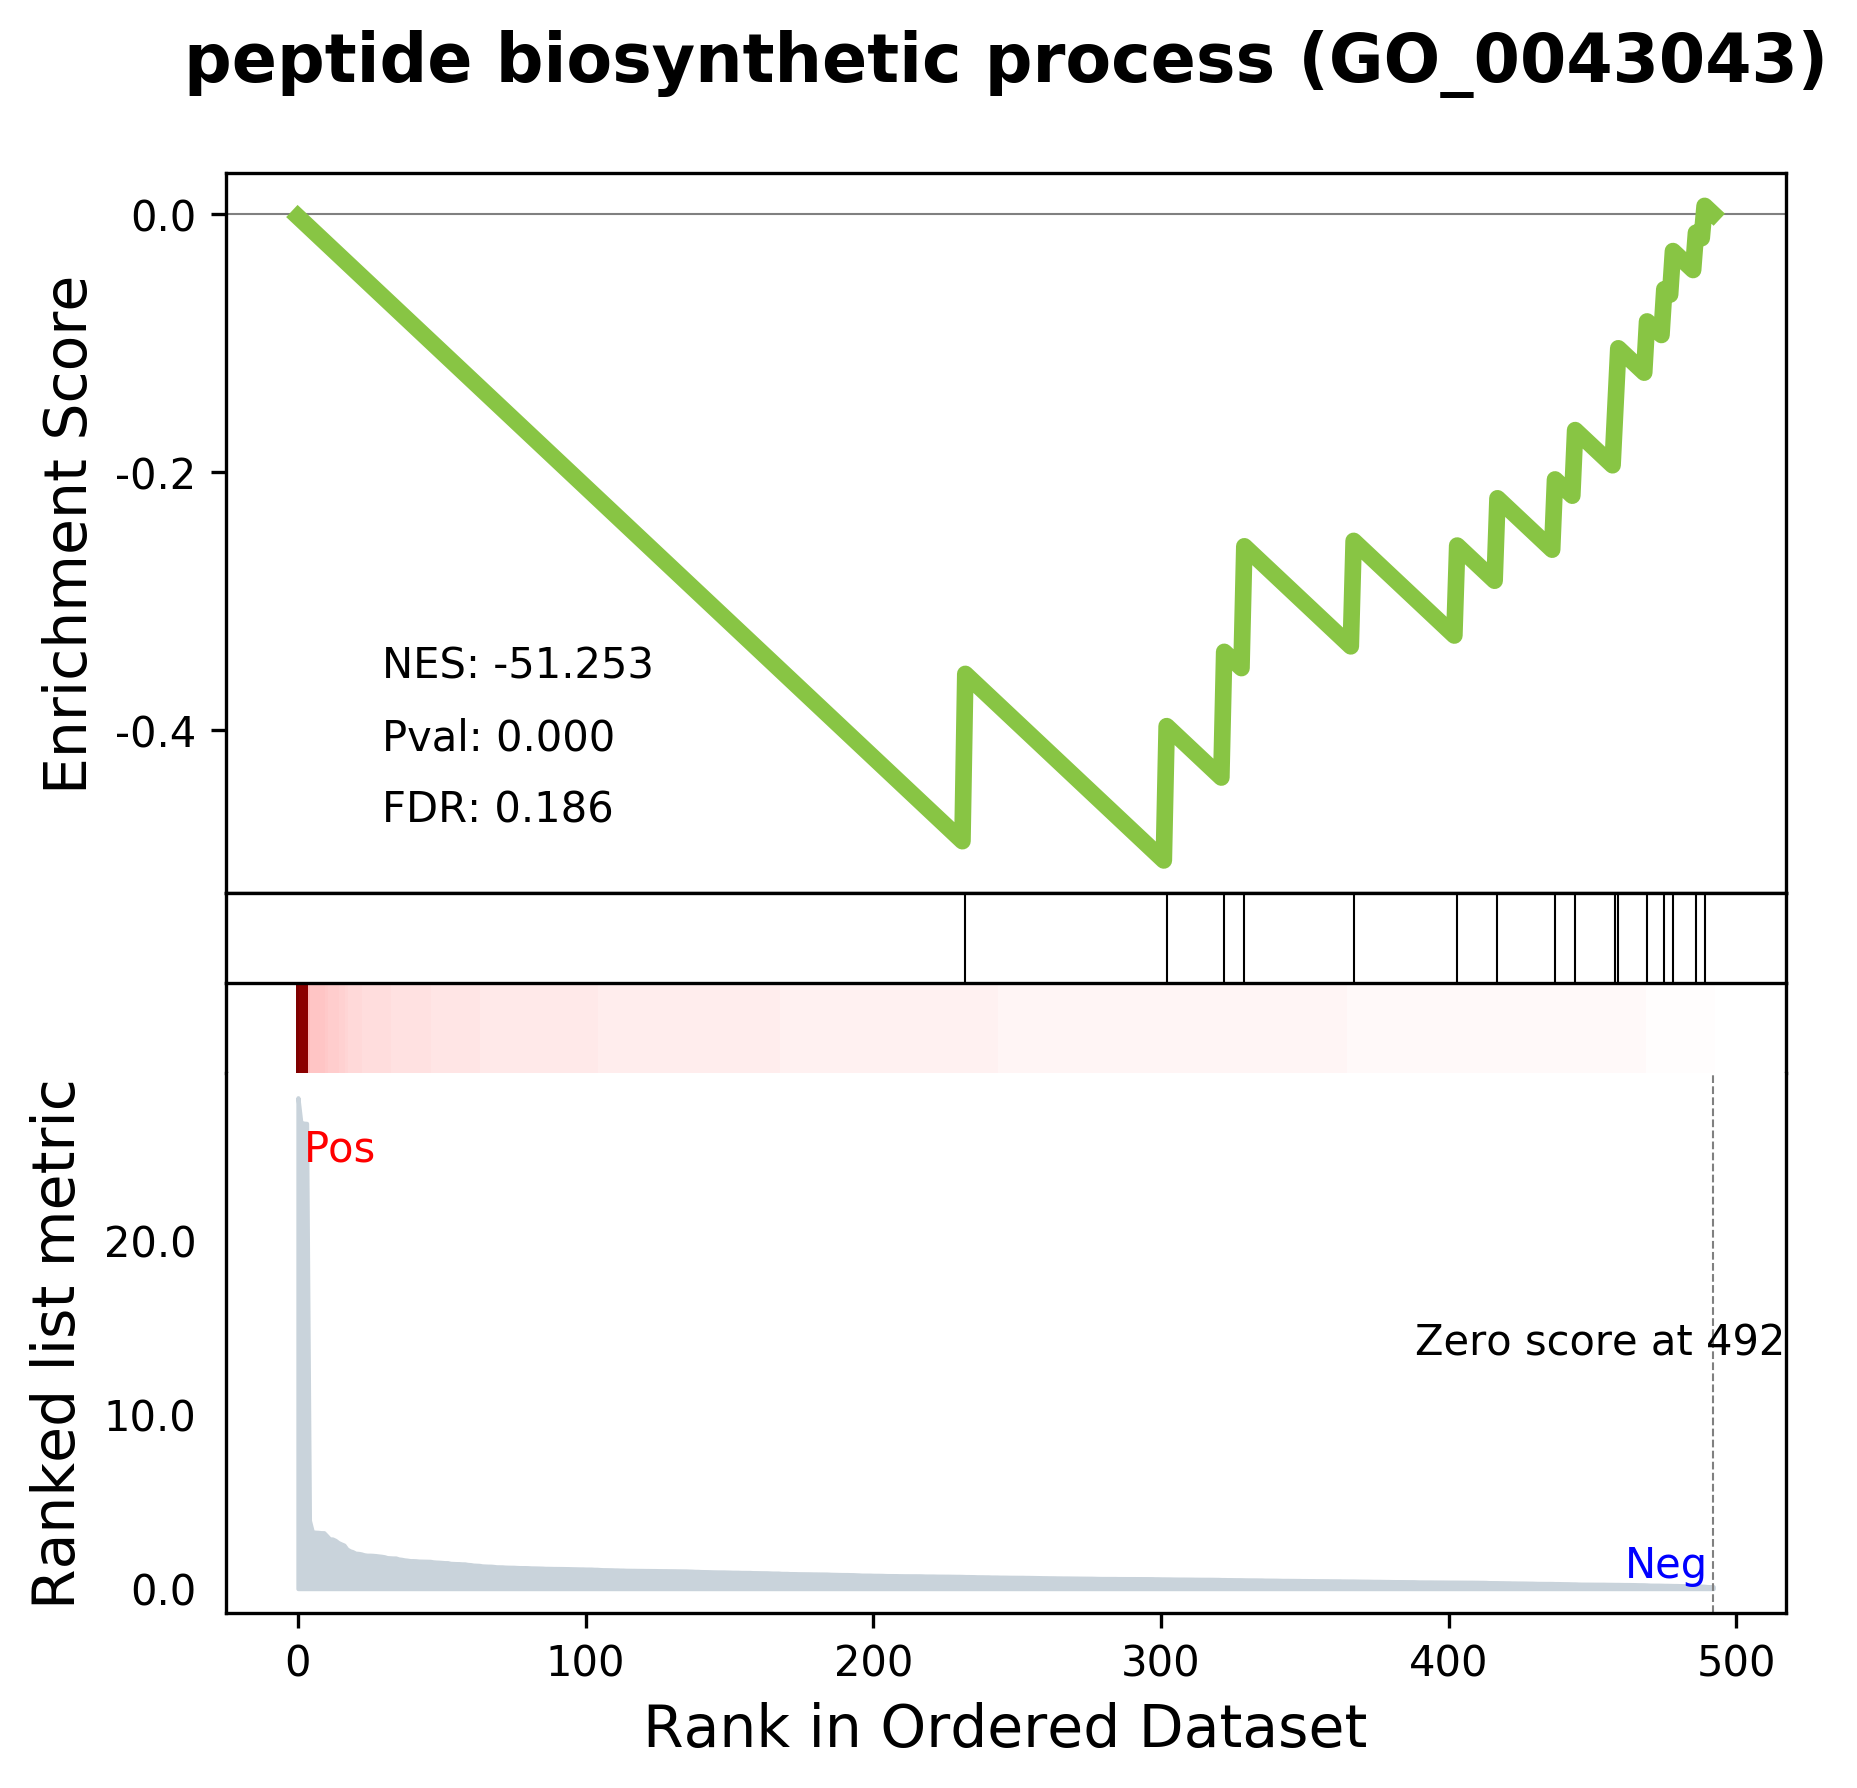 peptide biosynthetic process (GO_0043043)
Enrichment Score
0.0
-0.2
-0.4
NES: -51.253
Pval: 0.000
FDR: 0.186
Ranked list metric
Pos
20.0
10.0
0.0
Zero score at 492
Neg
0 100 200 300 400 500
Rank in Ordered Dataset